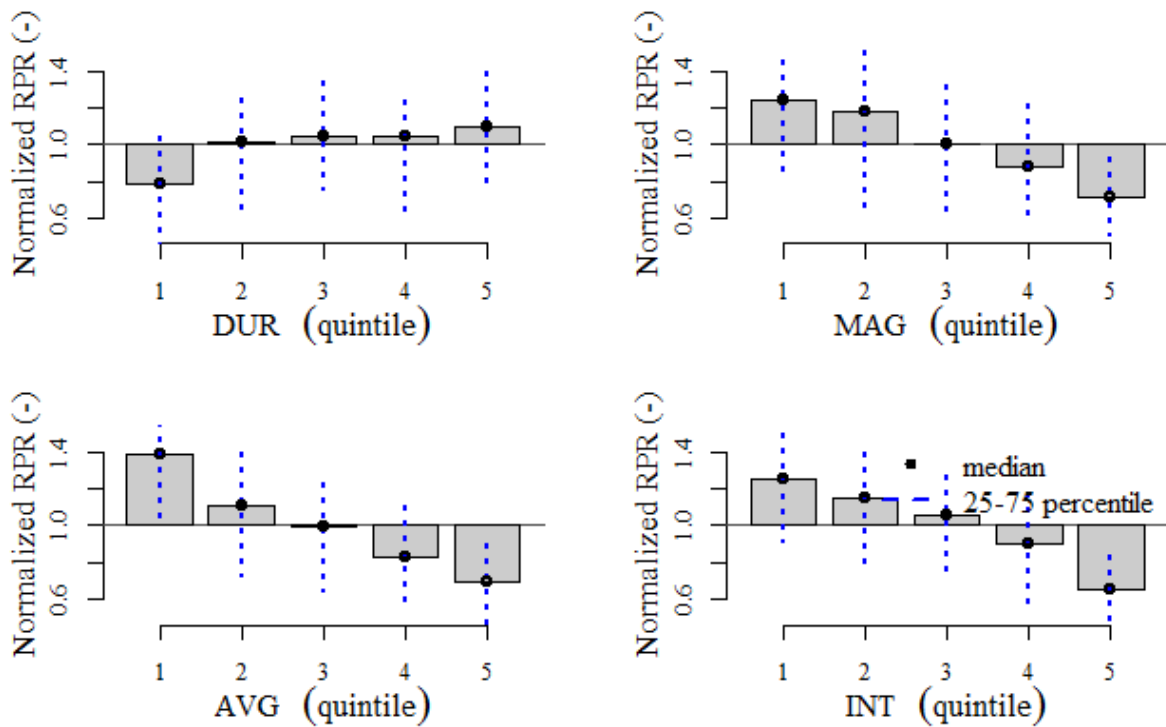 Normalized RPR (-)
1.4
1.0
0.6
1 2 3 4 5
DUR (quintile)
Normalized RPR (-)
1.4
1.0
0.6
1 2 3 4 5
MAG (quintile)
Normalized RPR (-)
1.4
1.0
0.6
1 2 3 4 5
AVG (quintile)
Normalized RPR (-)
1.4
1.0
0.6
median
25-75 percentile
1 2 3 4 5
INT (quintile)